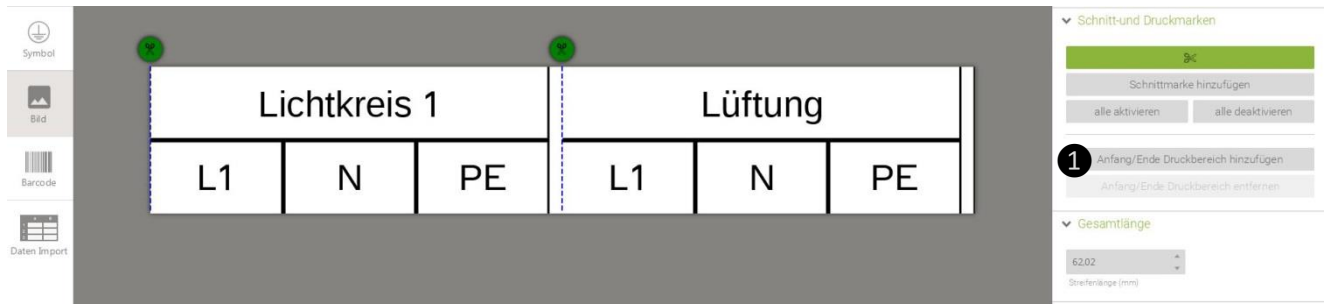 Symbol
Bild
Barcode
Daten Import
Lichtkreis 1
Lüftung
L1 N PE L1 N PE
Schnitt-und Druckmarken
Schnittmarke hinzufügen
alle aktivieren alle deaktivieren
1 Anfang/Ende Druckbereich hinzufügen
Anfang/Ende Druckbereich entfernen
Gesamtlänge
62.02
Streifenlänge (mm)